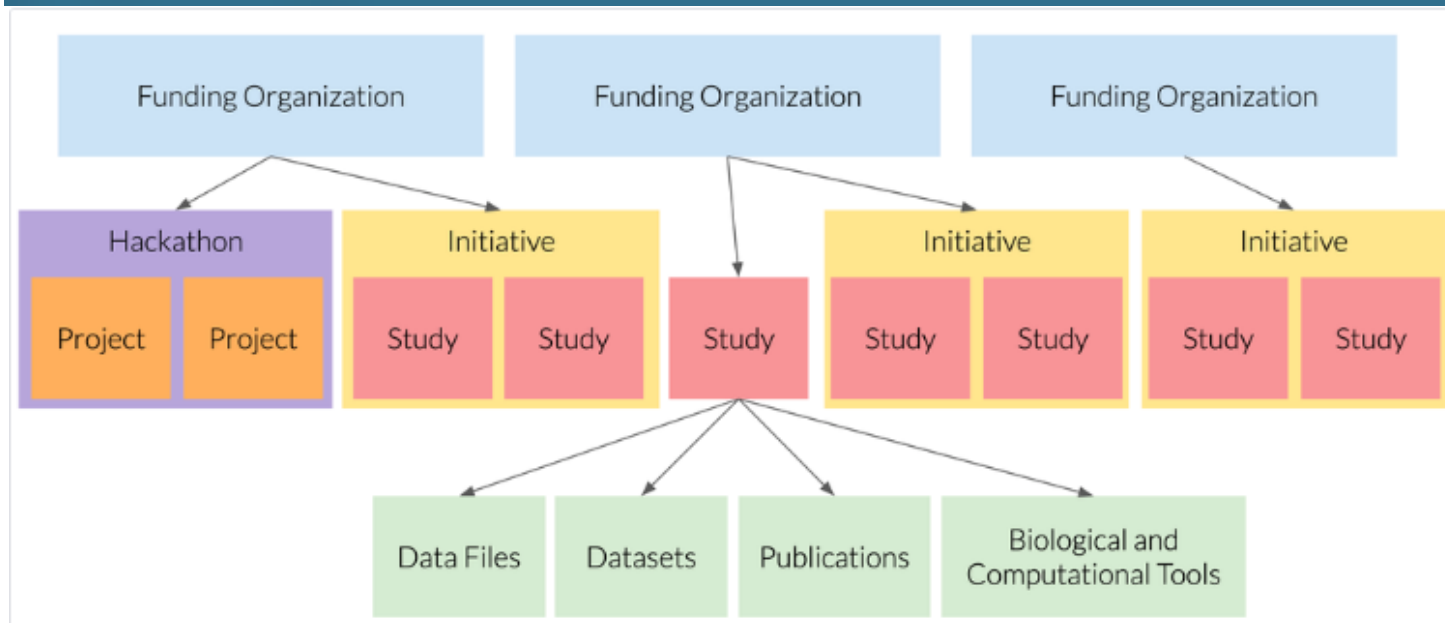 Funding Organization
Funding Organization
Funding Organization
Hackathon
Initiative
Initiative
Initiative
Project
Project
Study
Study
Study
Study
Study
Study
Study
Data Files
Datasets
Publications
Biological and
Computational Tools